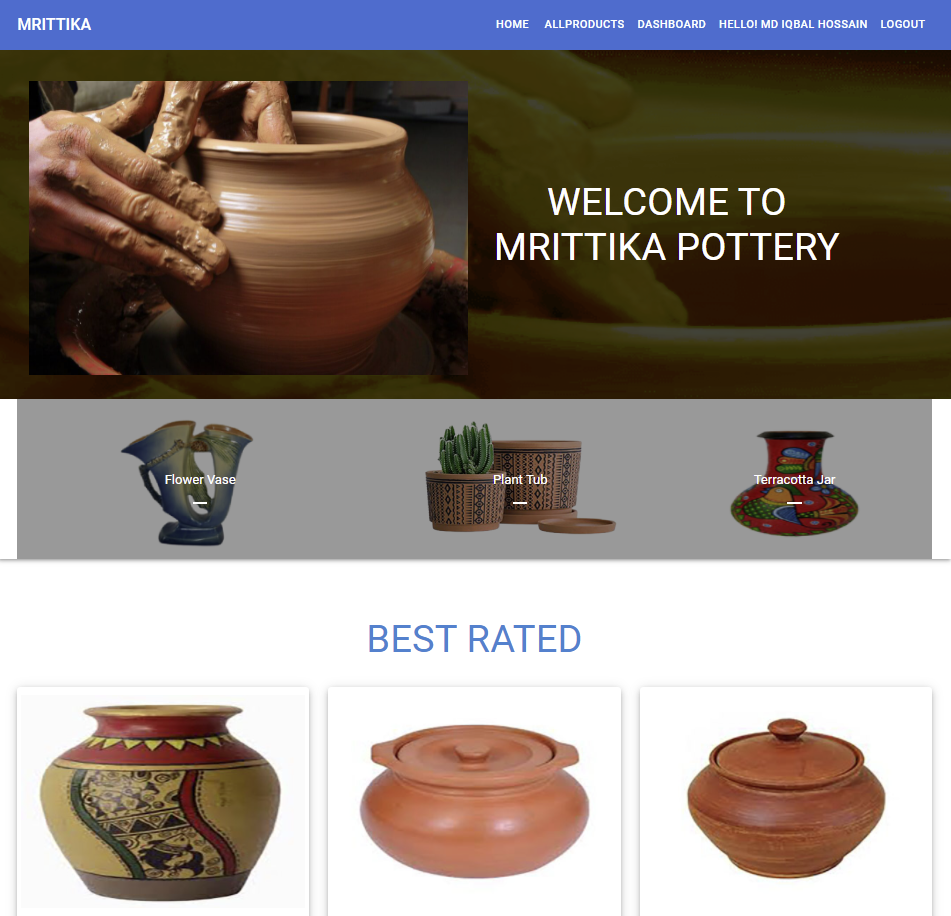 MRITTIKA
HOME ALLPRODUCTS DASHBOARD HELLO! MD IQBAL HOSSAIN LOGOUT
WELCOME TO
MRITTIKA POTTERY
Flower Vase
Plant Tub
Terracotta Jar
BEST RATED